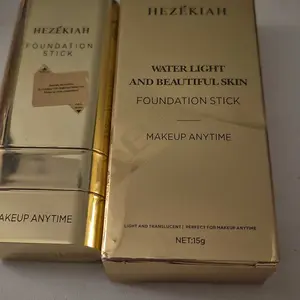 HEZÉKIAH
FOUNDATION
STICK
MAKEUP ANYTIME
HEZÉKIAH
WATER LIGHT
AND BEAUTIFUL SKIN
FOUNDATION STICK
MAKEUP ANYTIME
LIGHT AND TRANSLUCENT / PERFECT FOR MAKEUP ANYTIME
NET:15g